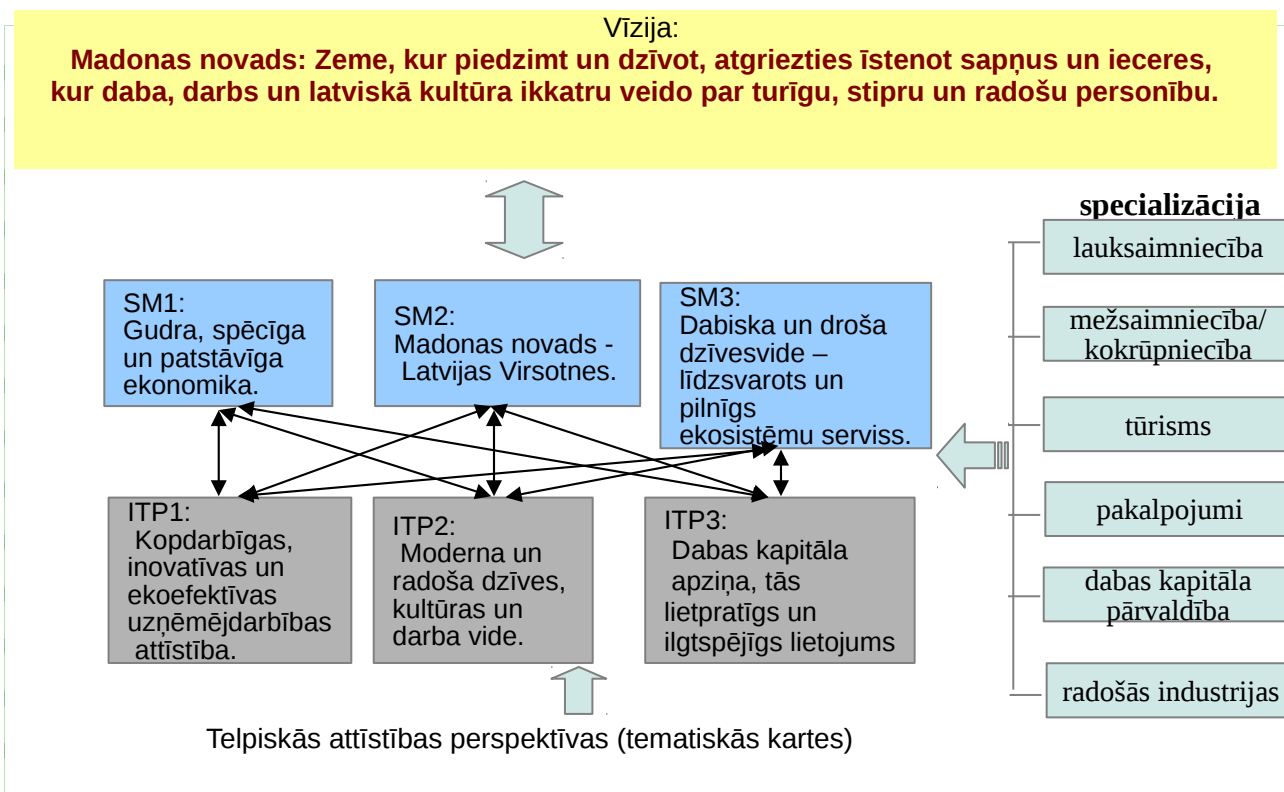 Vīzija:
Madonas novads: Zeme, kur piedzimt un dzīvot, atgriezties īstenot sapņus un ieceres,
kur daba, darbs un latviskā kultūra ikkatru veido par turīgu, stipru un radošu personību.
SM1:
Gudra, spēcīga
un patstāvīga
ekonomika.
SM2:
Madonas novads -
Latvijas Virsotnes.
SM3:
Dabiska un droša
dzīvesvide –
līdzsvarots un
pilnīgs
ekosistēmu serviss.
ITP1:
Kopdarbīgas,
inovatīvas un
ekoefektīvas
uzņēmējdarbības
attīstība.
ITP2:
Moderna un
radoša dzīves,
kultūras un
darba vide.
ITP3:
Dabas kapitāla
apziņa, tās
lietpratīgs un
ilgtspējīgs lietojums
Telpiskās attīstības perspektīvas (tematiskās kartes)
specializācija
lauksaimniecība
mežsaimniecība/
kokrūpniecība
tūrisms
pakalpojumi
dabas kapitāla
pārvaldība
radošās industrijas